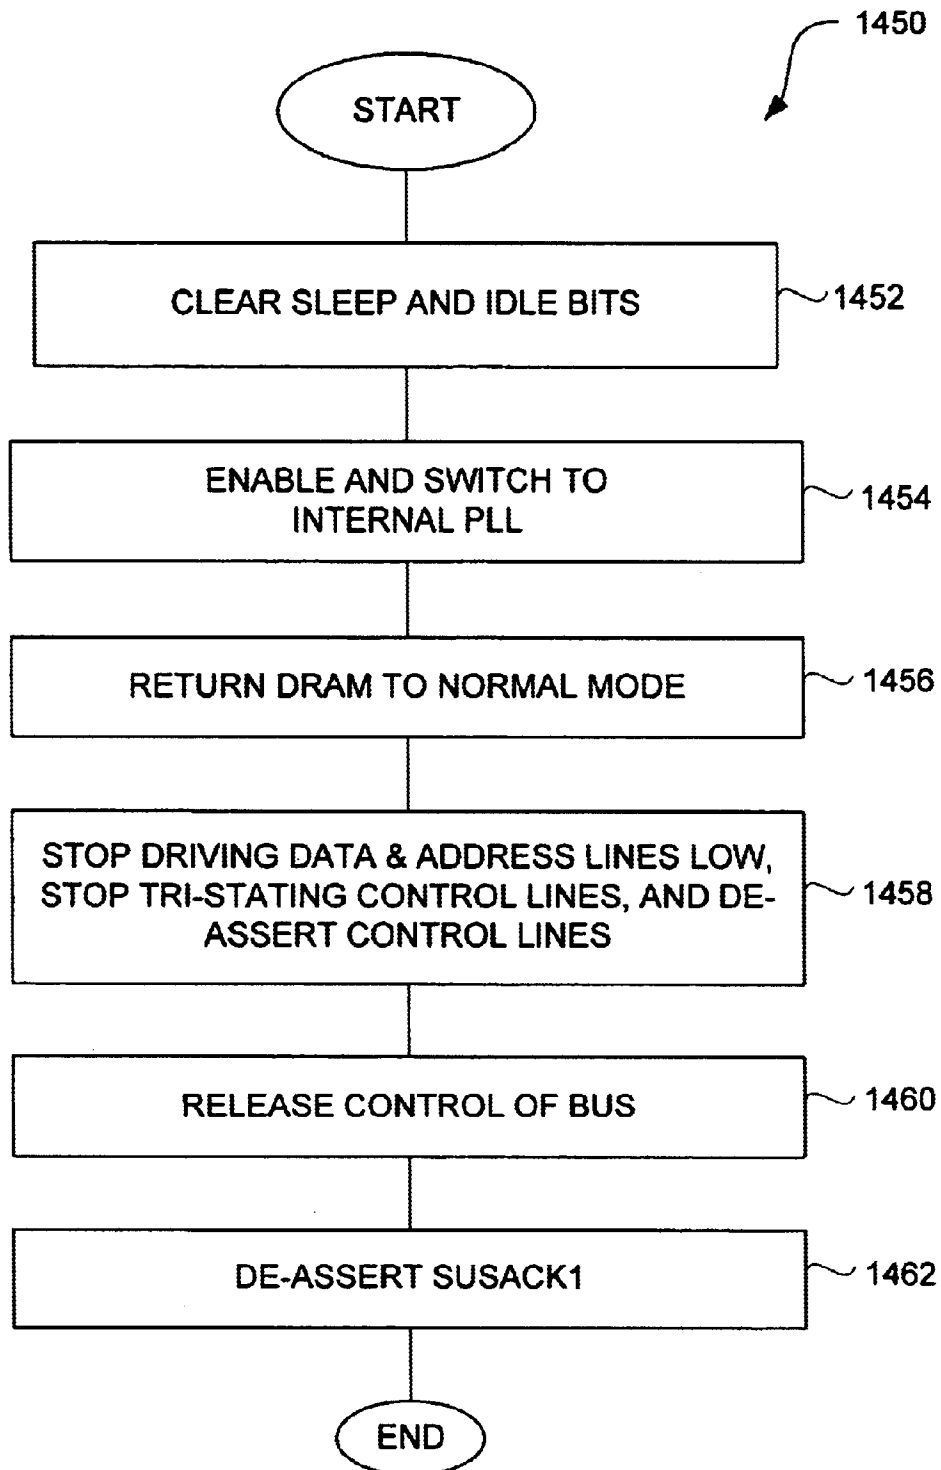 1450
START
CLEAR SLEEP AND IDLE BITS
1452
ENABLE AND SWITCH TO
INTERNAL PLL
1454
RETURN DRAM TO NORMAL MODE
1456
STOP DRIVING DATA & ADDRESS LINES LOW,
STOP TRI-STATING CONTROL LINES, AND DE-
ASSERT CONTROL LINES
1458
RELEASE CONTROL OF BUS
1460
DE-ASSERT SUSACK1
1462
END